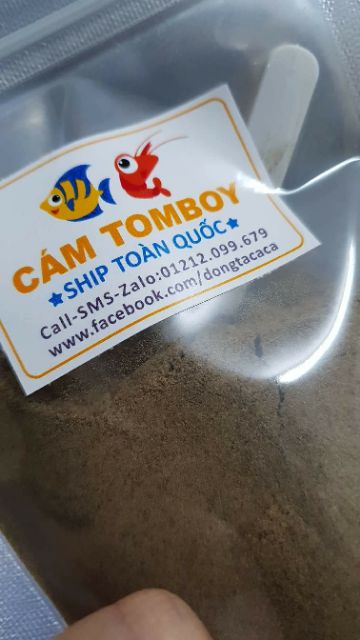 CÁM TOMBOY
★SHIP TOÀN QUỐC★
Call-SMS-Zalo:01212.099.679
www.facebook.com/dongtacaca